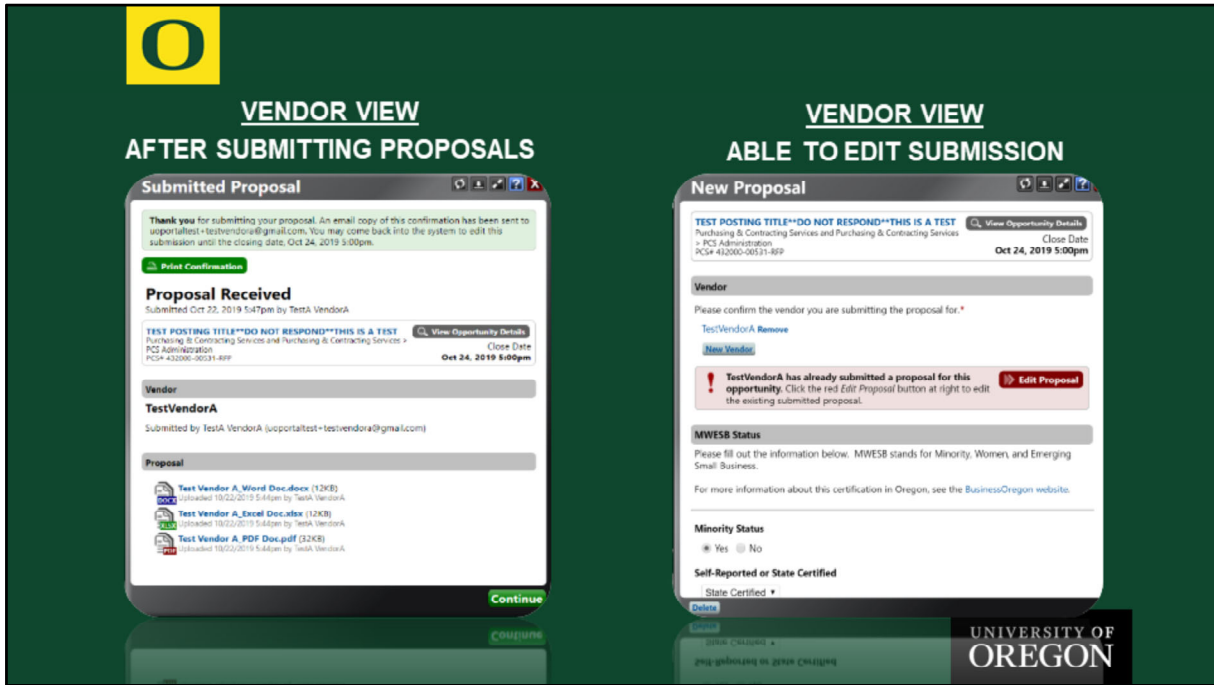 O
VENDOR VIEW
AFTER SUBMITTING PROPOSALS
Submitted Proposal
Thank you for submitting your proposal. An email copy of this confirmation has been sent to
uoportaltest+testvendora@gmail.com. You may come back into the system to edit this
submission until the closing date, Oct 24, 2019 5:00pm.
Print Confirmation
Proposal Received
Submitted Oct 22, 2019 5:47pm by TestA VendorA
TEST POSTING TITLE**DO NOT RESPOND**THIS IS A TEST
View Opportunity Details
Purchasing & Contracting Services and Purchasing & Contracting Services >
PCS Administration
PCS# 432000-00531-RFP
Close Date
Oct 24, 2019 5:00pm
Vendor
TestVendorA
Submitted by TestA VendorA (uoportaltest+testvendora@gmail.com)
Proposal
Test Vendor A_Word Doc.docx (12KB)
Uploaded 10/22/2019 5:44pm by TestA VendorA
DOCX
Test Vendor A_Excel Doc.xlsx (12KB)
Uploaded 10/22/2019 5:44pm by TestA VendorA
XLSX
Test Vendor A_PDF Doc.pdf (32KB)
Uploaded 10/22/2019 5:44pm by TestA VendorA
PDF
Continue
VENDOR VIEW
ABLE TO EDIT SUBMISSION
New Proposal
TEST POSTING TITLE**DO NOT RESPOND**THIS IS A TEST
View Opportunity Details
Purchasing & Contracting Services and Purchasing & Contracting Services
> PCS Administration
PCS# 432000-00531-RFP
Close Date
Oct 24, 2019 5:00pm
Vendor
Please confirm the vendor you are submitting the proposal for.*
TestVendorA Remove
New Vendor
TestVendorA has already submitted a proposal for this
opportunity. Click the red Edit Proposal button at right to edit
the existing submitted proposal.
Edit Proposal
MWESB Status
Please fill out the information below. MWESB stands for Minority, Women, and Emerging
Small Business.
For more information about this certification in Oregon, see the BusinessOregon website.
Minority Status
Yes No
Self-Reported or State Certified
State Certified
Delete
UNIVERSITY OF
OREGON